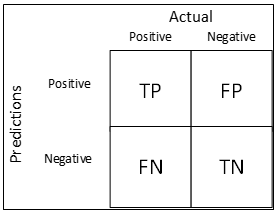 Actual
Positive Negative
Predictions
Positive TP FP
Negative FN TN